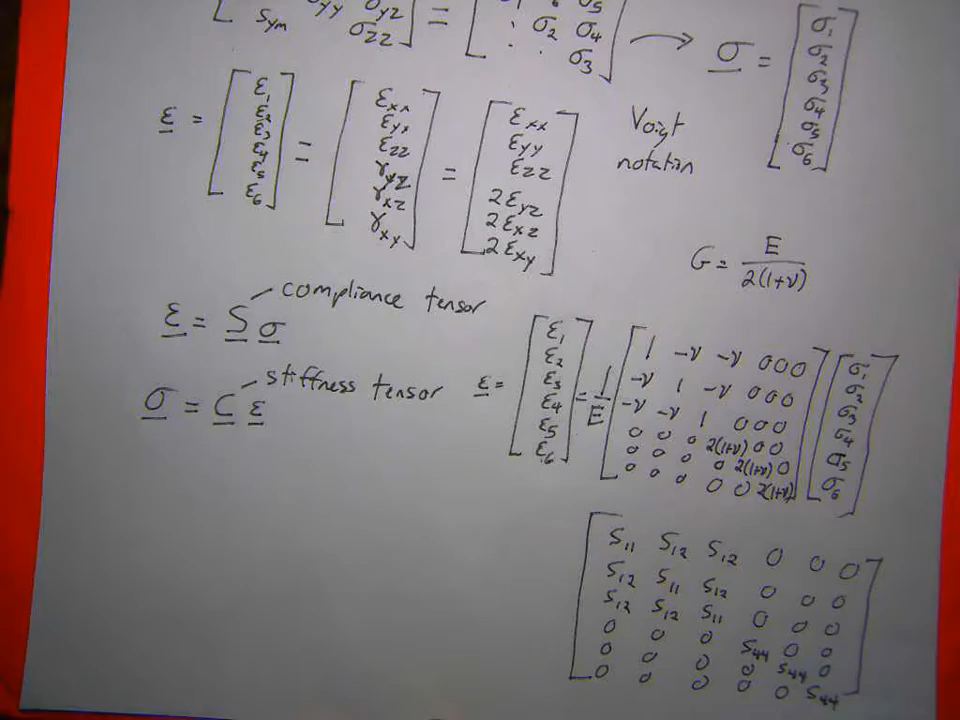 σyy σyz
sym σzz = σ5
. σ2 σ4
. . σ3 → σ = [σ1 σ2 σ3 σ4 σ5 σ6]
ε = [ε1 ε2 ε3 ε4 ε5 ε6] = [εxx εyx εzz γyz γxz γxy] = [εxx εyy εzz 2εyz 2εxz 2εxy]
Voigt
notation
G = E / 2(1+ν)
ε = S σ
compliance tensor
σ = C ε
stiffness tensor
ε = [ε1 ε2 ε3 ε4 ε5 ε6] = 1/E
1 -ν -ν 0 0 0
-ν 1 -ν 0 0 0
-ν -ν 1 0 0 0
0 0 0 2(1+ν) 0 0
0 0 0 0 2(1+ν) 0
0 0 0 0 0 2(1+ν)
[σ1 σ2 σ3 σ4 σ5 σ6]
S11 S12 S12 0 0 0
S12 S11 S12 0 0 0
S12 S12 S11 0 0 0
0 0 0 S44 0 0
0 0 0 0 S44 0
0 0 0 0 0 S44